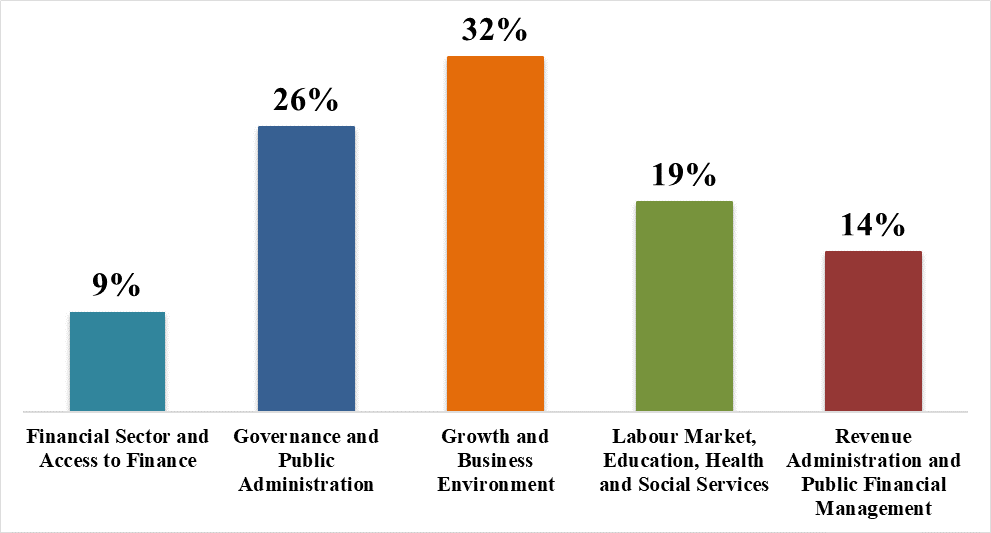 32%
26%
19%
14%
9%
Financial Sector and
Access to Finance
Governance and
Public
Administration
Growth and
Business
Environment
Labour Market,
Education, Health
and Social Services
Revenue
Administration and
Public Financial
Management